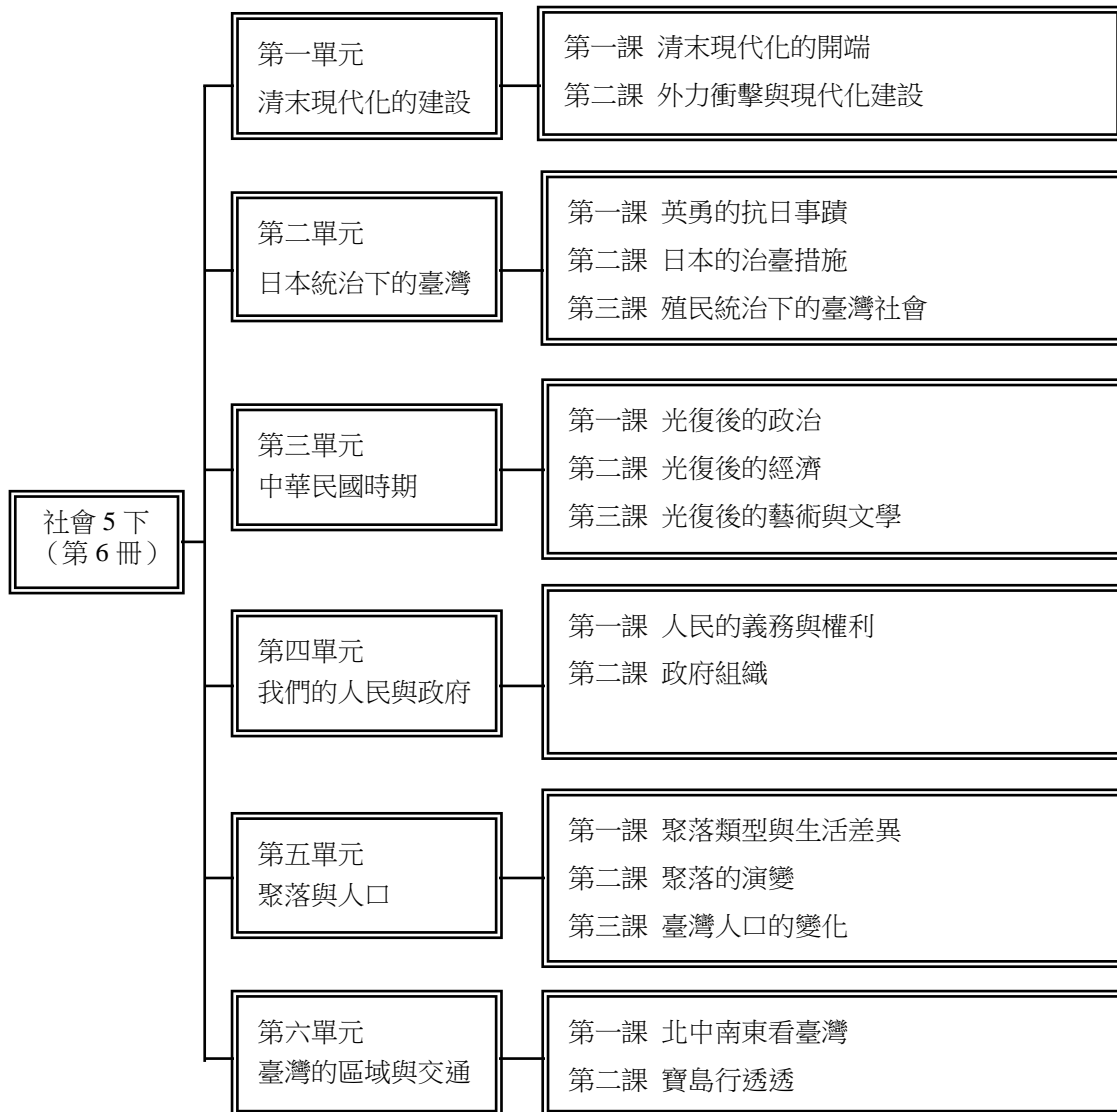 社會 5 下
（第 6 冊）
第一單元
清末現代化的建設
第一課 清末現代化的開端
第二課 外力衝擊與現代化建設
第二單元
日本統治下的臺灣
第一課 英勇的抗日事蹟
第二課 日本的治臺措施
第三課 殖民統治下的臺灣社會
第三單元
中華民國時期
第一課 光復後的政治
第二課 光復後的經濟
第三課 光復後的藝術與文學
第四單元
我們的人民與政府
第一課 人民的義務與權利
第二課 政府組織
第五單元
聚落與人口
第一課 聚落類型與生活差異
第二課 聚落的演變
第三課 臺灣人口的變化
第六單元
臺灣的區域與交通
第一課 北中南東看臺灣
第二課 寶島行透透